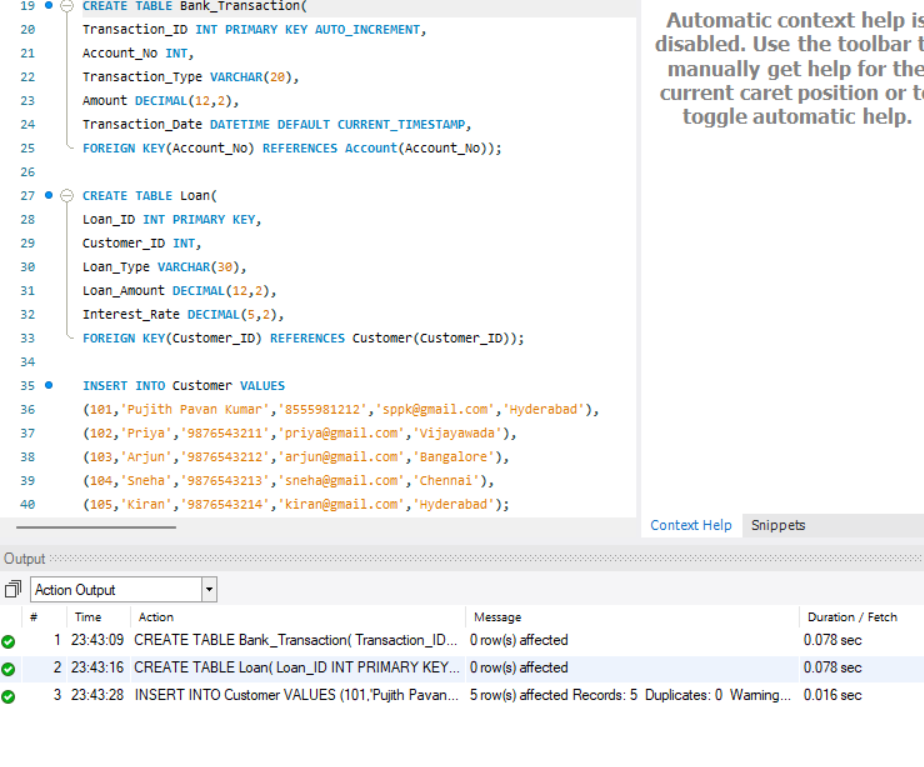 19 CREATE TABLE Bank_Transaction(
20 Transaction_ID INT PRIMARY KEY AUTO_INCREMENT,
21 Account_No INT,
22 Transaction_Type VARCHAR(20),
23 Amount DECIMAL(12,2),
24 Transaction_Date DATETIME DEFAULT CURRENT_TIMESTAMP,
25 FOREIGN KEY(Account_No) REFERENCES Account(Account_No));
26
27 CREATE TABLE Loan(
28 Loan_ID INT PRIMARY KEY,
29 Customer_ID INT,
30 Loan_Type VARCHAR(30),
31 Loan_Amount DECIMAL(12,2),
32 Interest_Rate DECIMAL(5,2),
33 FOREIGN KEY(Customer_ID) REFERENCES Customer(Customer_ID));
34
35 INSERT INTO Customer VALUES
36 (101,'Pujith Pavan Kumar','8555981212','sppk@gmail.com','Hyderabad'),
37 (102,'Priya','9876543211','priya@gmail.com','Vijayawada'),
38 (103,'Arjun','9876543212','arjun@gmail.com','Bangalore'),
39 (104,'Sneha','9876543213','sneha@gmail.com','Chennai'),
40 (105,'Kiran','9876543214','kiran@gmail.com','Hyderabad');
Automatic context help is
disabled. Use the toolbar t
manually get help for the
current caret position or to
toggle automatic help.
Context Help Snippets
Output
Action Output
# Time Action Message Duration / Fetch
1 23:43:09 CREATE TABLE Bank_Transaction( Transaction_ID... 0 row(s) affected 0.078 sec
2 23:43:16 CREATE TABLE Loan( Loan_ID INT PRIMARY KEY... 0 row(s) affected 0.078 sec
3 23:43:28 INSERT INTO Customer VALUES (101,'Pujith Pavan... 5 row(s) affected Records: 5 Duplicates: 0 Warning... 0.016 sec